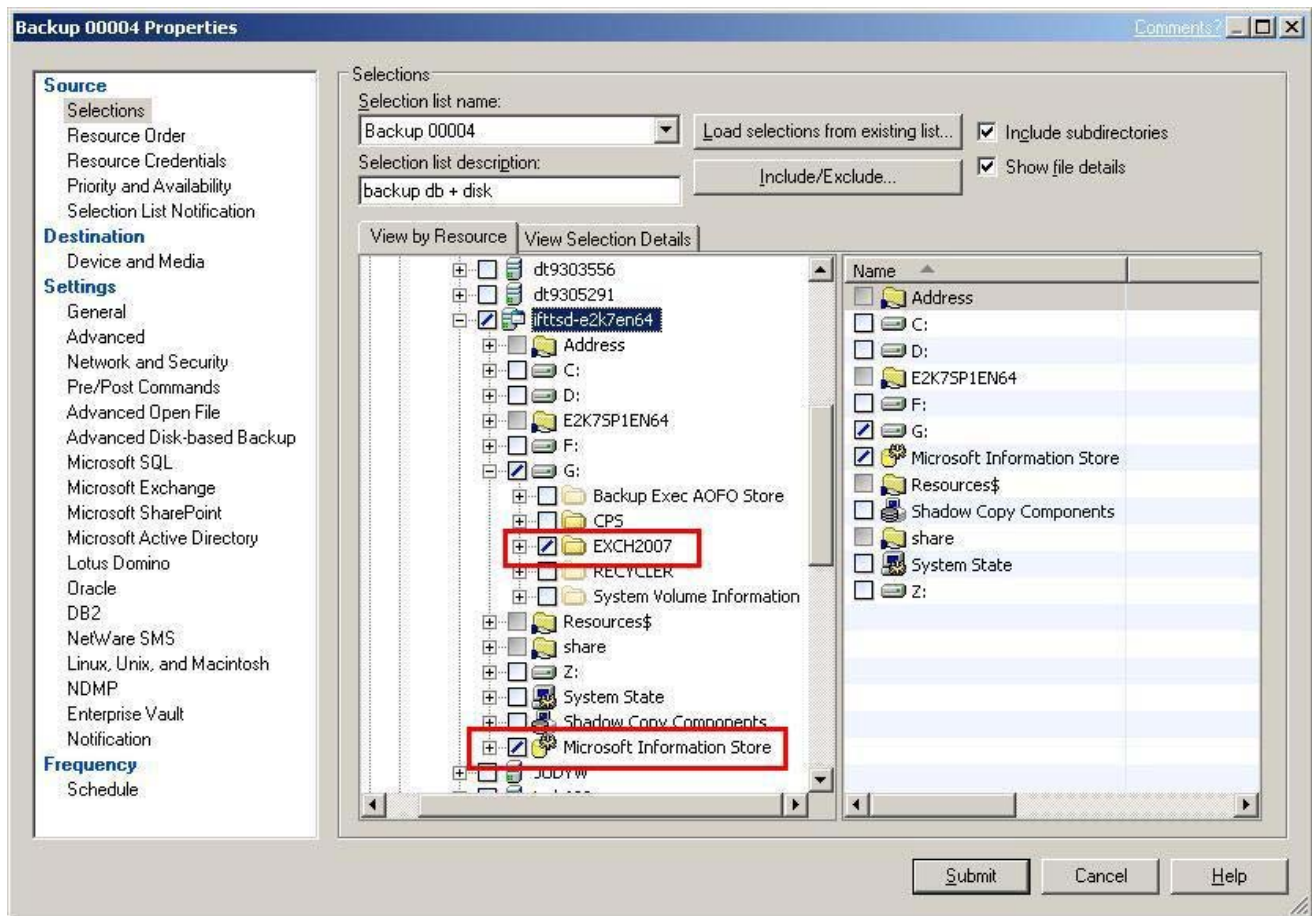 Backup 00004 Properties
Comments?
Source
Selections
Resource Order
Resource Credentials
Priority and Availability
Selection List Notification
Destination
Device and Media
Settings
General
Advanced
Network and Security
Pre/Post Commands
Advanced Open File
Advanced Disk-based Backup
Microsoft SQL
Microsoft Exchange
Microsoft SharePoint
Microsoft Active Directory
Lotus Domino
Oracle
DB2
NetWare SMS
Linux, Unix, and Macintosh
NDMP
Enterprise Vault
Notification
Frequency
Schedule
Selections
Selection list name:
Backup 00004
Load selections from existing list...
Include subdirectories
Selection list description:
backup db + disk
Include/Exclude...
Show file details
View by Resource
View Selection Details
dt9303556
dt9305291
ifttsd-e2k7en64
Address
C:
D:
E2K7SP1EN64
F:
G:
Backup Exec AOFO Store
CPS
EXCH2007
RECYCLER
System Volume Information
Resources$
share
Z:
System State
Shadow Copy Components
Microsoft Information Store
JUDYW
Name
Address
C:
D:
E2K7SP1EN64
F:
G:
Microsoft Information Store
Resources$
Shadow Copy Components
share
System State
Z:
Submit
Cancel
Help